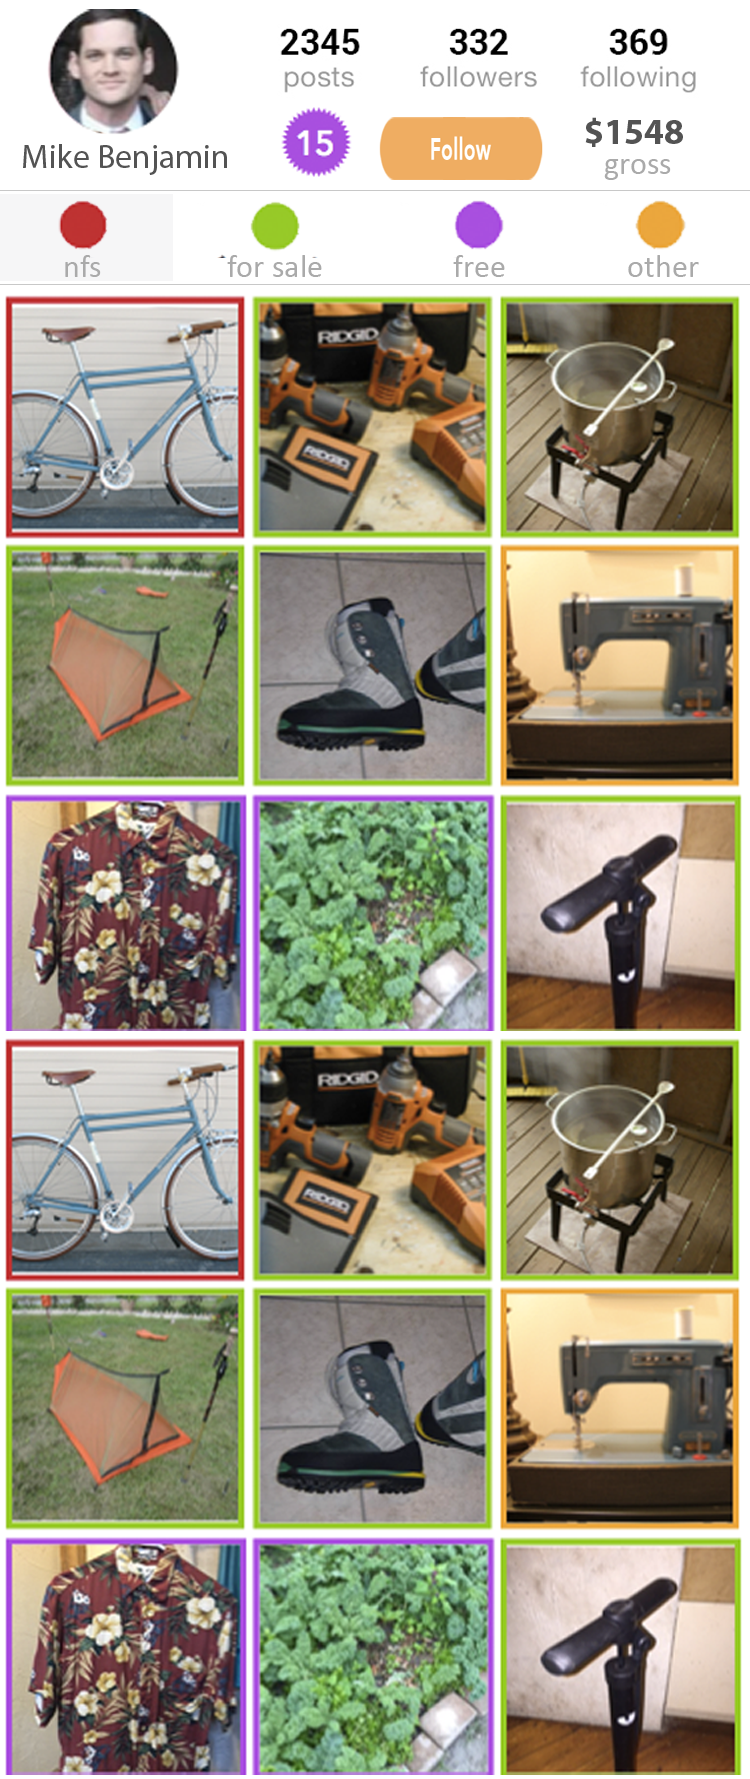 2345 332 369
posts followers following
15 Follow $1548
Mike Benjamin gross
nfs for sale free other
RIDGID
RIDGID
RIDGID
RIDGID